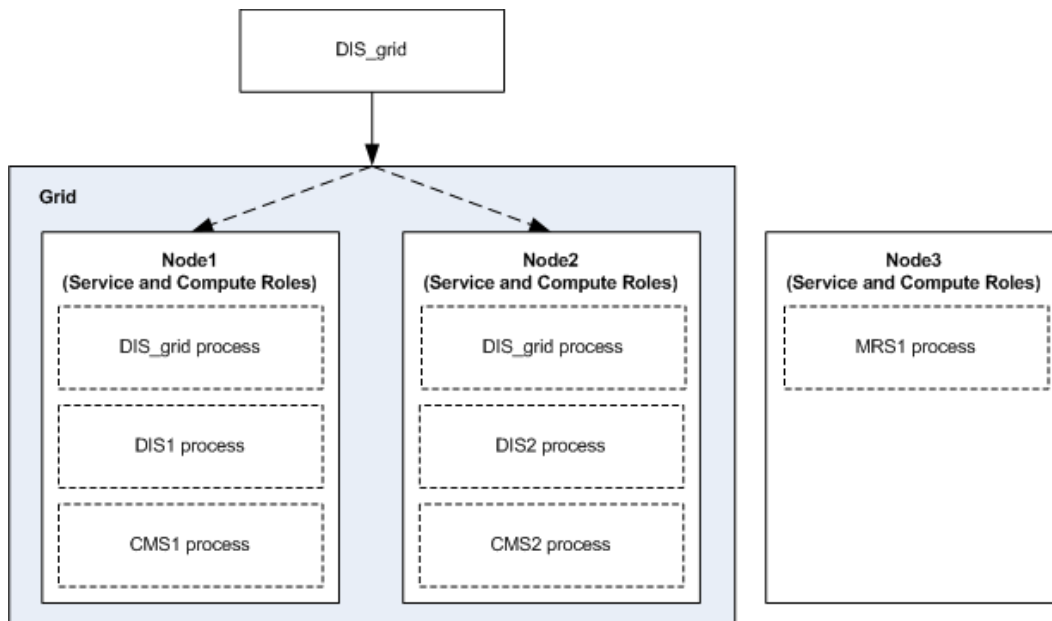 DIS_grid
Grid
Node1
(Service and Compute Roles)
DIS_grid process
DIS1 process
CMS1 process
Node2
(Service and Compute Roles)
DIS_grid process
DIS2 process
CMS2 process
Node3
(Service and Compute Roles)
MRS1 process